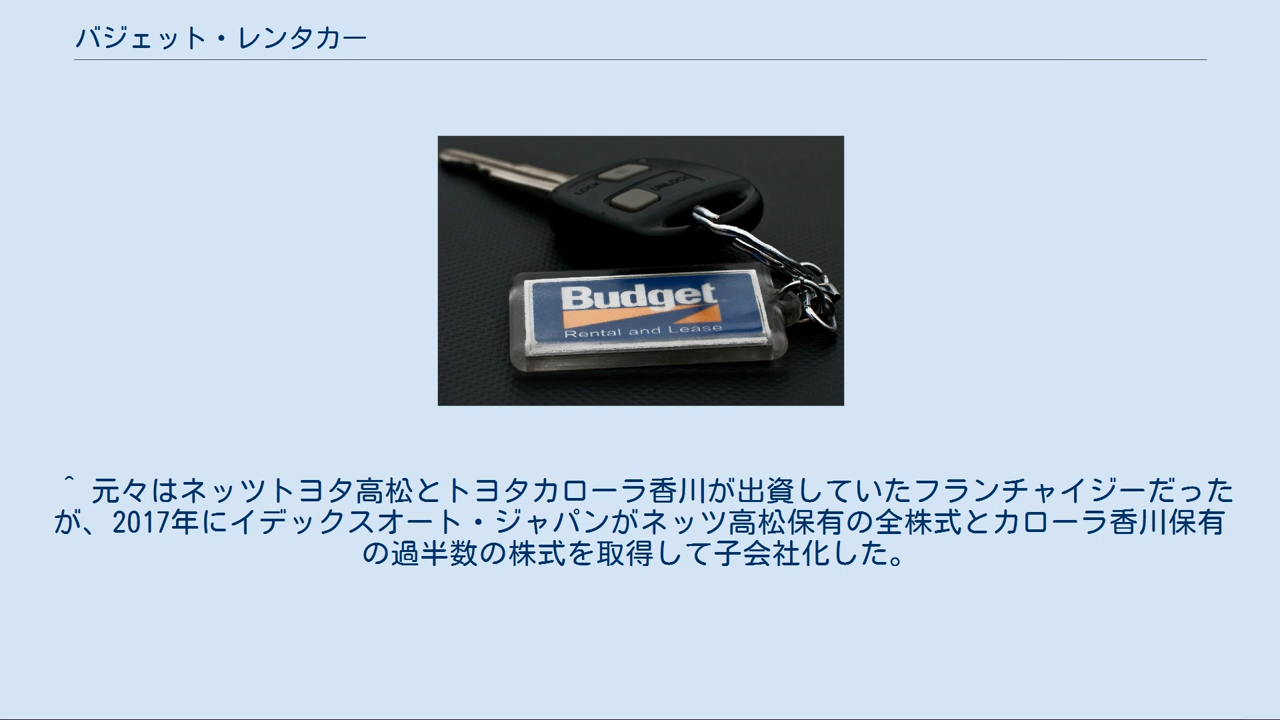 バジェット・レンタカー
LOCK
UNLOCK
Budget
Rental and Lease
^ 元々はネッツトヨタ高松とトヨタカローラ香川が出資していたフランチャイジーだった
が、2017年にイデックスオート・ジャパンがネッツ高松保有の全株式とカローラ香川保有
の過半数の株式を取得して子会社化した。